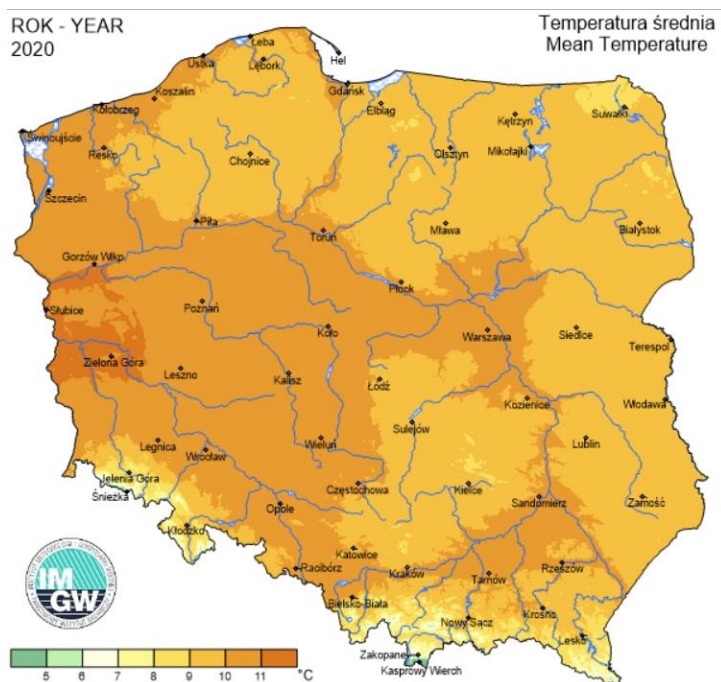 ROK - YEAR
2020
Temperatura średnia
Mean Temperature
Łeba
Ustka
Lębork
Hel
Koszalin
Gdańsk
Kołobrzeg
Elbląg
Kętrzyn
Suwałki
Świnoujście
Resko
Chojnice
Olsztyn
Mikołajki
Szczecin
Piła
Toruń
Mława
Białystok
Gorzów Wlkp.
Płock
Słubice
Poznań
Koło
Warszawa
Siedlce
Terespol
Zielona Góra
Leszno
Kalisz
Łódź
Kozienice
Włodawa
Sulejów
Legnica
Wrocław
Wieluń
Lublin
Jelenia Góra
Śnieżka
Częstochowa
Kielce
Sandomierz
Zamość
Opole
Kłodzko
Katowice
Racibórz
Kraków
Tarnów
Rzeszów
Bielsko-Biała
Nowy Sącz
Krosno
Lesko
Zakopane
Kasprowy Wierch
IM
GW
5 6 7 8 9 10 11 °C